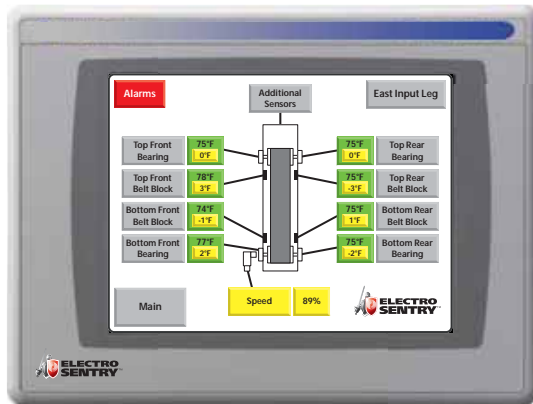 Alarms
Additional
Sensors
East Input Leg
Top Front
Bearing
75°F
0°F
75°F
0°F
Top Rear
Bearing
Top Front
Belt Block
78°F
3°F
75°F
-3°F
Top Rear
Belt Block
Bottom Front
Belt Block
74°F
-1°F
75°F
1°F
Bottom Rear
Belt Block
Bottom Front
Bearing
77°F
2°F
75°F
-2°F
Bottom Rear
Bearing
Main
Speed
89%
ELECTRO
SENTRY
ELECTRO
SENTRY